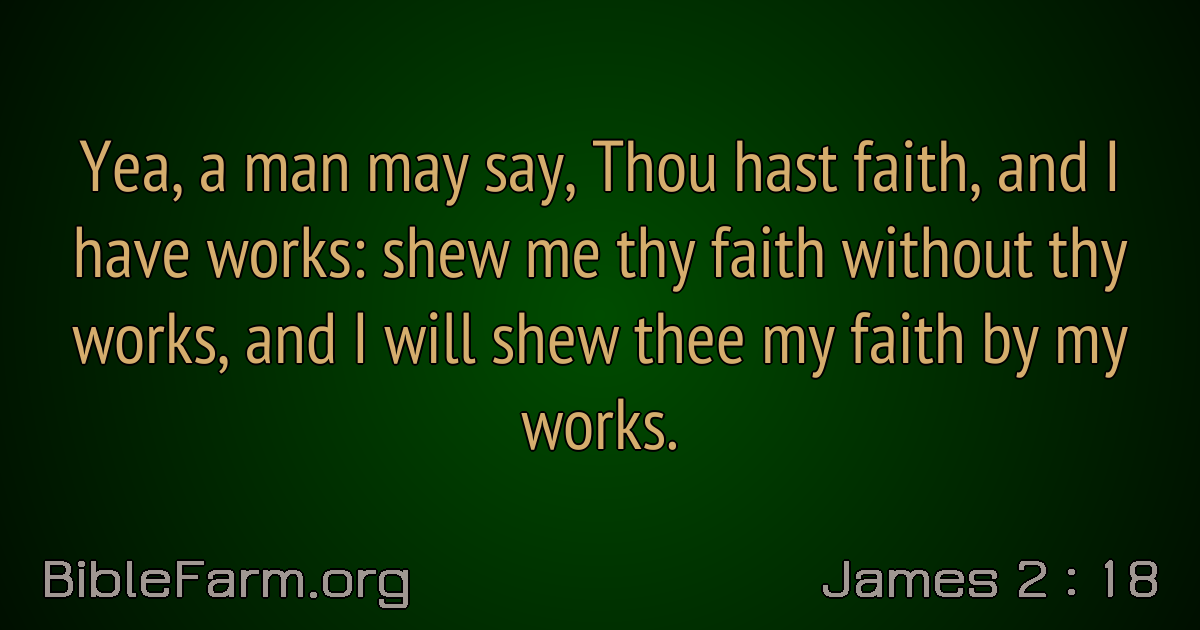 Yea, a man may say, Thou hast faith, and I
have works: shew me thy faith without thy
works, and I will shew thee my faith by my
works.
BibleFarm.org
James 2 : 18